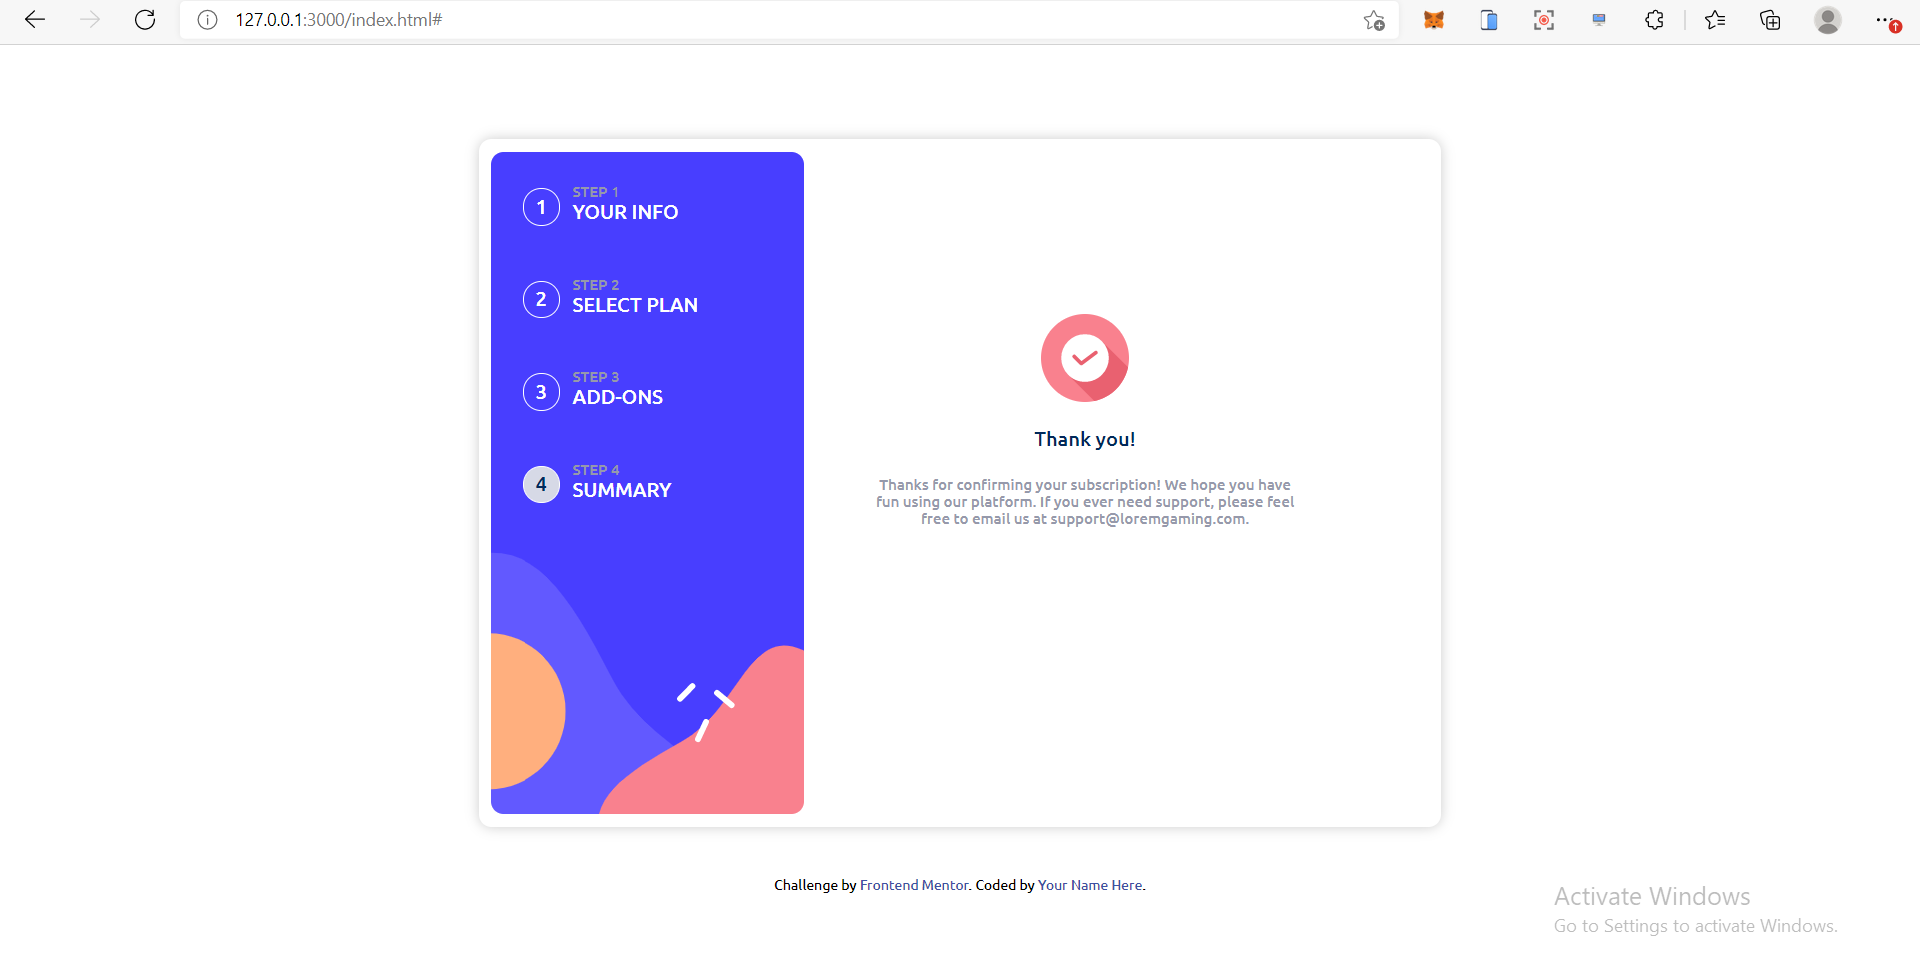 127.0.0.1:3000/index.html#
1
STEP 1
YOUR INFO
2
STEP 2
SELECT PLAN
3
STEP 3
ADD-ONS
4
STEP 4
SUMMARY
Thank you!
Thanks for confirming your subscription! We hope you have
fun using our platform. If you ever need support, please feel
free to email us at support@loremgaming.com.
Challenge by Frontend Mentor. Coded by Your Name Here.
Activate Windows
Go to Settings to activate Windows.